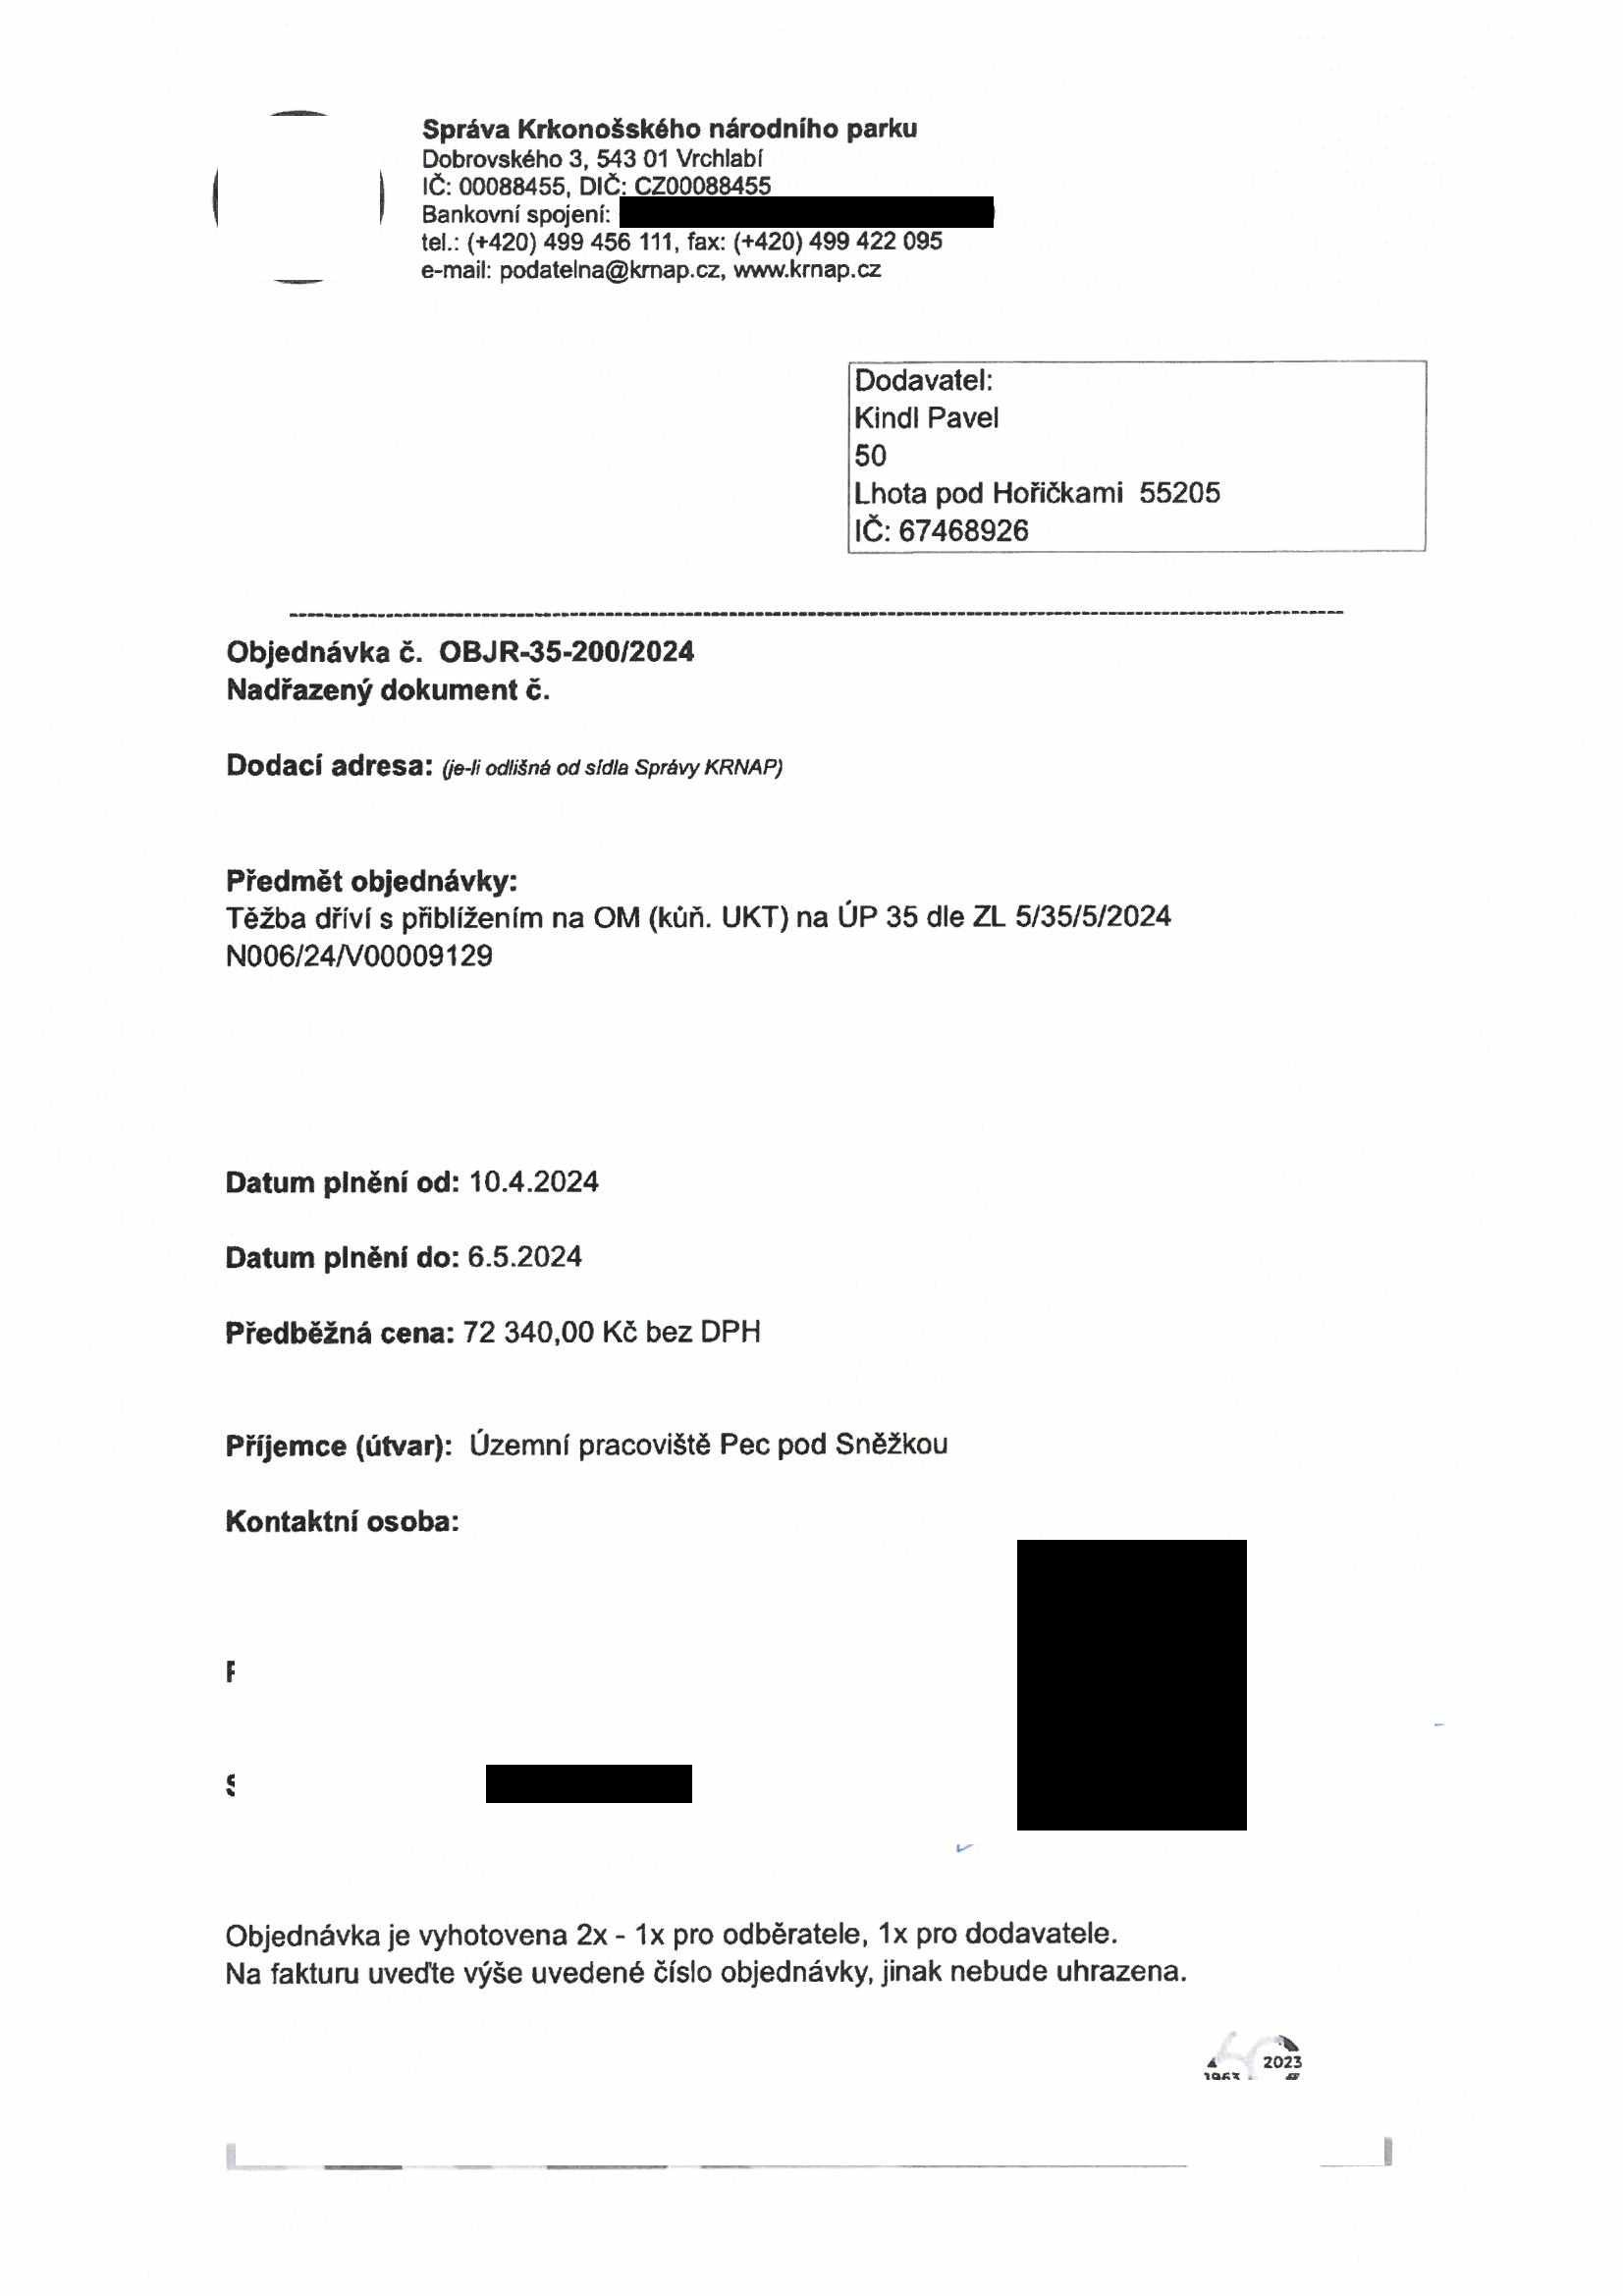 Správa Krkonošského národního parku
Dobrovského 3, 543 01 Vrchlabí
IČ: 00088455, DIČ: CZ00088455
Bankovní spojení:
tel.: (+420) 499 456 111, fax: (+420) 499 422 095
e-mail: podatelna@krnap.cz, www.krnap.cz
Dodavatel:
Kindl Pavel
50
Lhota pod Hořičkami 55205
IČ: 67468926
Objednávka č. OBJR-35-200/2024
Nadřazený dokument č.
Dodací adresa: (je-li odlišná od sídla Správy KRNAP)
Předmět objednávky:
Těžba dříví s přiblížením na OM (kůň. UKT) na ÚP 35 dle ZL 5/35/5/2024
N006/24/V00009129
Datum plnění od: 10.4.2024
Datum plnění do: 6.5.2024
Předběžná cena: 72 340,00 Kč bez DPH
Příjemce (útvar): Územní pracoviště Pec pod Sněžkou
Kontaktní osoba:
Objednávka je vyhotovena 2x - 1x pro odběratele, 1x pro dodavatele.
Na fakturu uveďte výše uvedené číslo objednávky, jinak nebude uhrazena.
2023